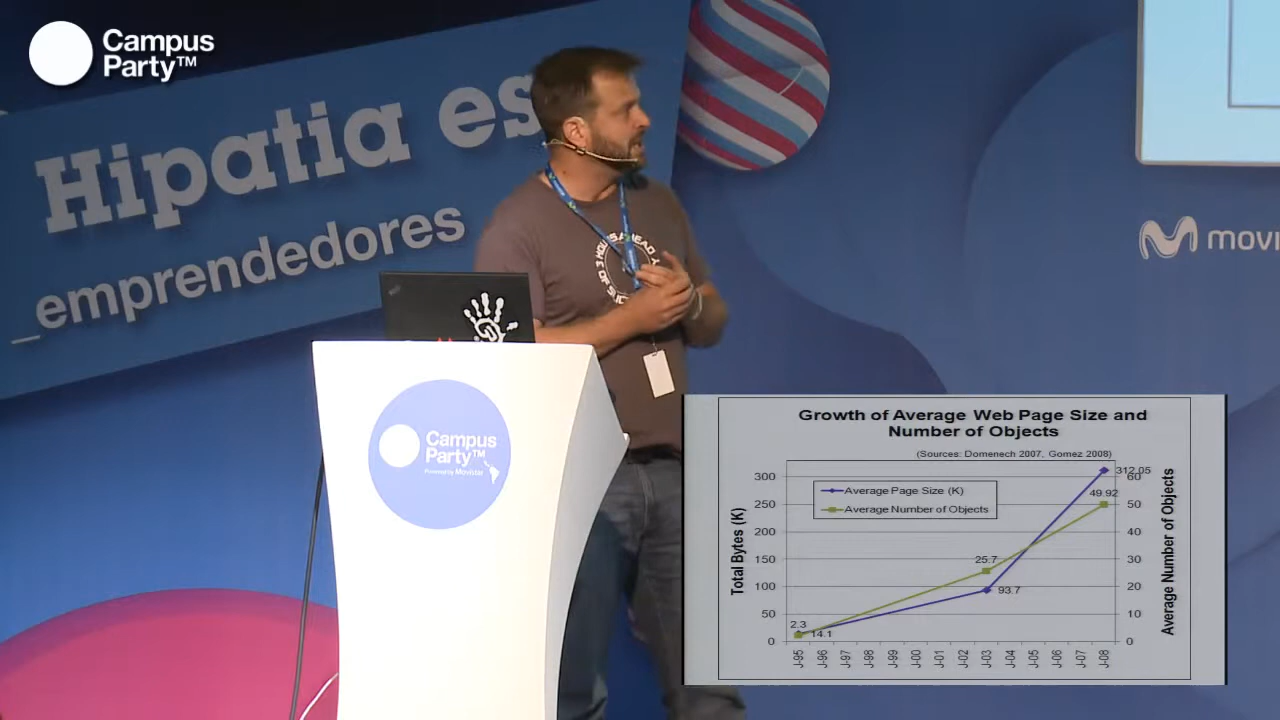 Campus
Party™
Hipatia es
_emprendedores
movi
Campus
Party™
Powered by Movistar
Growth of Average Web Page Size and
Number of Objects
(Sources: Domenech 2007, Gomez 2008)
Average Page Size (K)
Average Number of Objects
Total Bytes (K)
300
250
200
150
100
50
0
60
50
40
30
20
10
0
Average Number of Objects
312.05
49.92
25.7
93.7
2.3
14.1
J-95
J-96
J-97
J-98
J-99
J-00
J-01
J-02
J-03
J-04
J-05
J-06
J-07
J-08